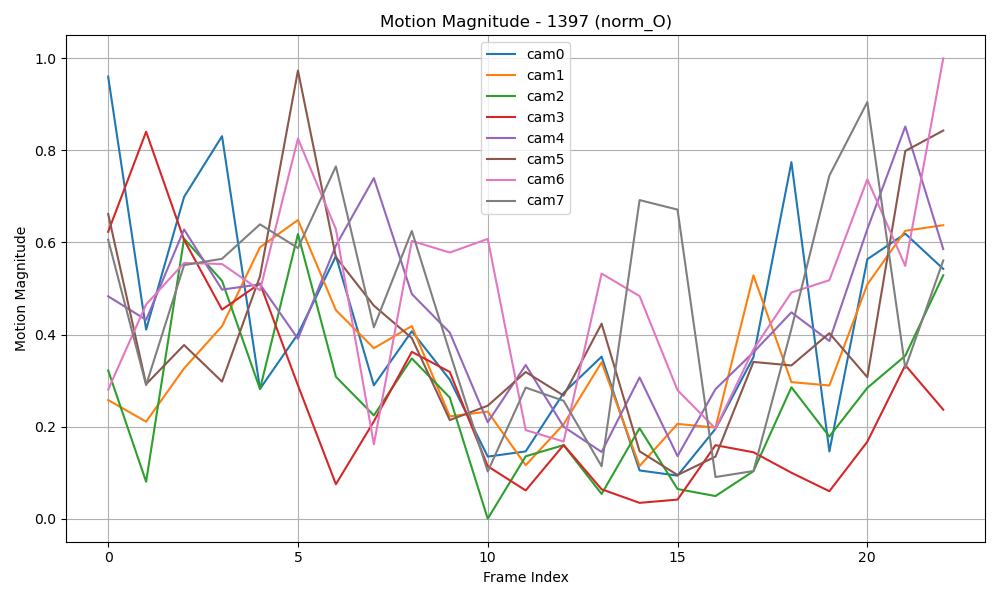 Motion Magnitude - 1397 (norm_O)
cam0
cam1
cam2
cam3
cam4
cam5
cam6
cam7
Motion Magnitude
1.0
0.8
0.6
0.4
0.2
0.0
0 5 10 15 20
Frame Index